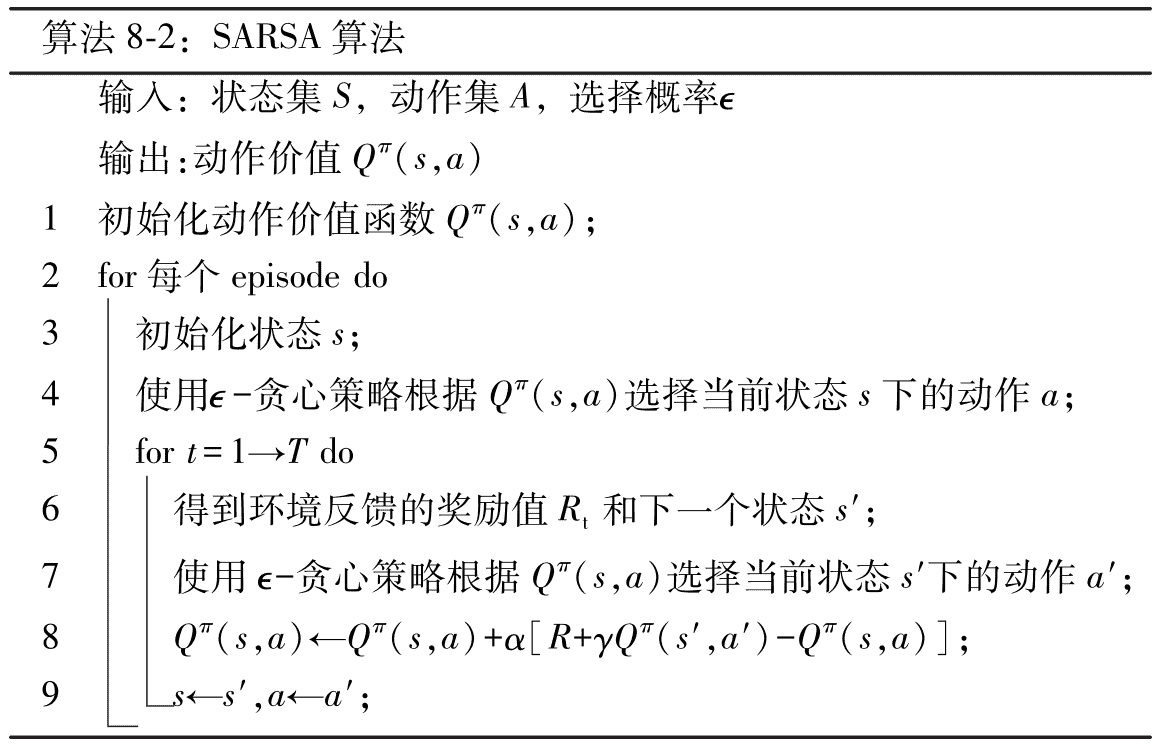 算法 8-2：SARSA 算法
输入：状态集 S，动作集 A，选择概率ϵ
输出：动作价值 Qπ(s,a)
1 初始化动作价值函数 Qπ(s,a)；
2 for 每个 episode do
3 初始化状态 s；
4 使用ϵ-贪心策略根据 Qπ(s,a)选择当前状态 s 下的动作 a；
5 for t=1→T do
6 得到环境反馈的奖励值 Rt 和下一个状态 s′；
7 使用 ϵ-贪心策略根据 Qπ(s,a)选择当前状态 s′下的动作 a′；
8 Qπ(s,a)←Qπ(s,a)+α[R+γQπ(s′,a′)-Qπ(s,a)]；
9 s←s′,a←a′；